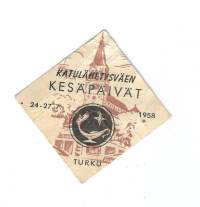 KATULÄHETYSVÄEN
KESÄPÄIVÄT
24-27
1958
TURKU